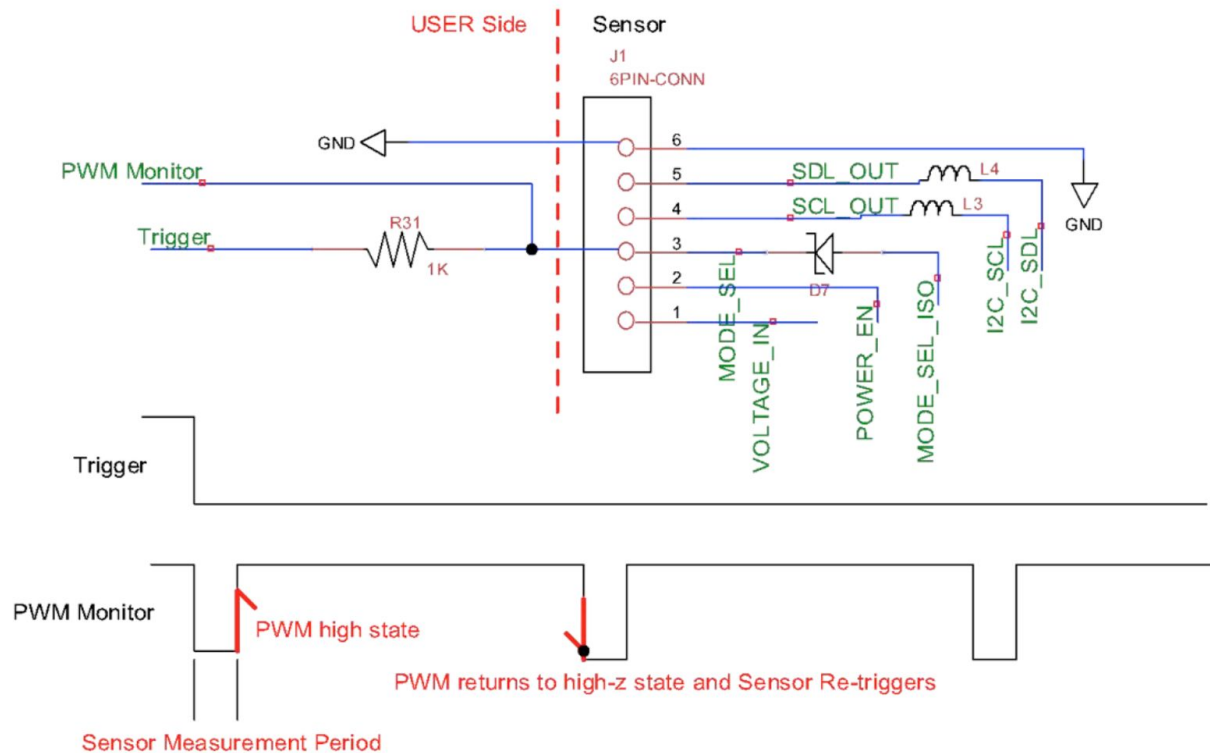 USER Side
Sensor
J1
6PIN-CONN
GND
6
PWM Monitor
5
SDL_OUT
L4
4
SCL_OUT
L3
GND
Trigger
R31
1K
3
D7
2
1
MODE_SEL
VOLTAGE_IN
POWER_EN
MODE_SEL_ISO
I2C_SCL
I2C_SDL
Trigger
PWM Monitor
PWM high state
PWM returns to high-z state and Sensor Re-triggers
Sensor Measurement Period